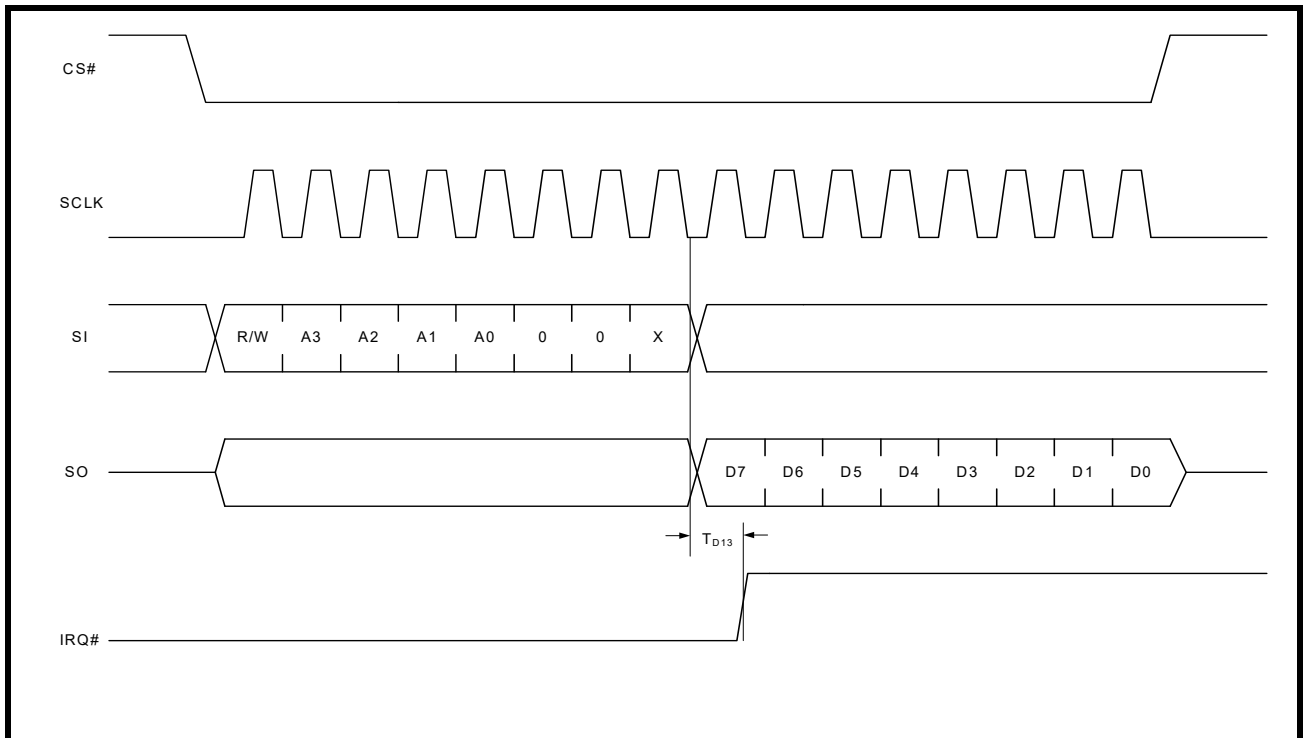 CS#
SCLK
SI R/W A3 A2 A1 A0 0 0 X
SO D7 D6 D5 D4 D3 D2 D1 D0
TD13
IRQ#